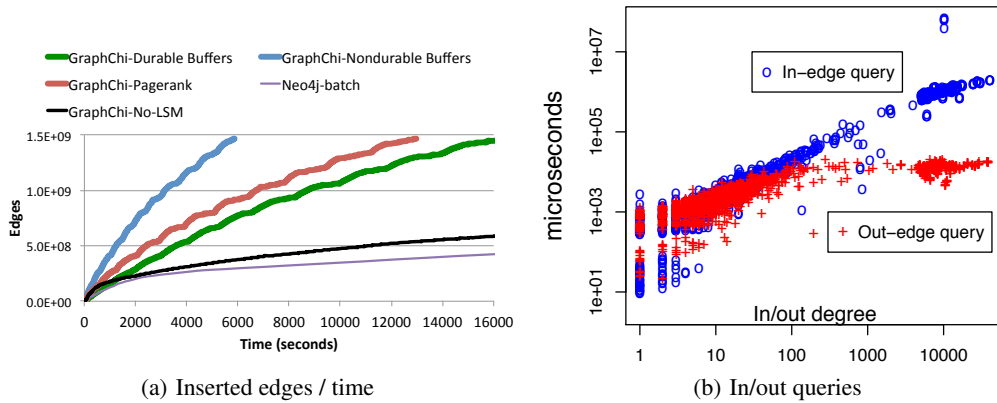 GraphChi-Durable Buffers
GraphChi-Nondurable Buffers
GraphChi-Pagerank
Neo4j-batch
GraphChi-No-LSM
1.5E+09
1.0E+09
5.0E+08
0.0E+00
Edges
0 2000 4000 6000 8000 10000 12000 14000 16000
Time (seconds)
(a) Inserted edges / time
1e+07
1e+05
1e+03
1e+01
microseconds
In−edge query
Out−edge query
In/out degree
1 10 100 1000 10000
(b) In/out queries